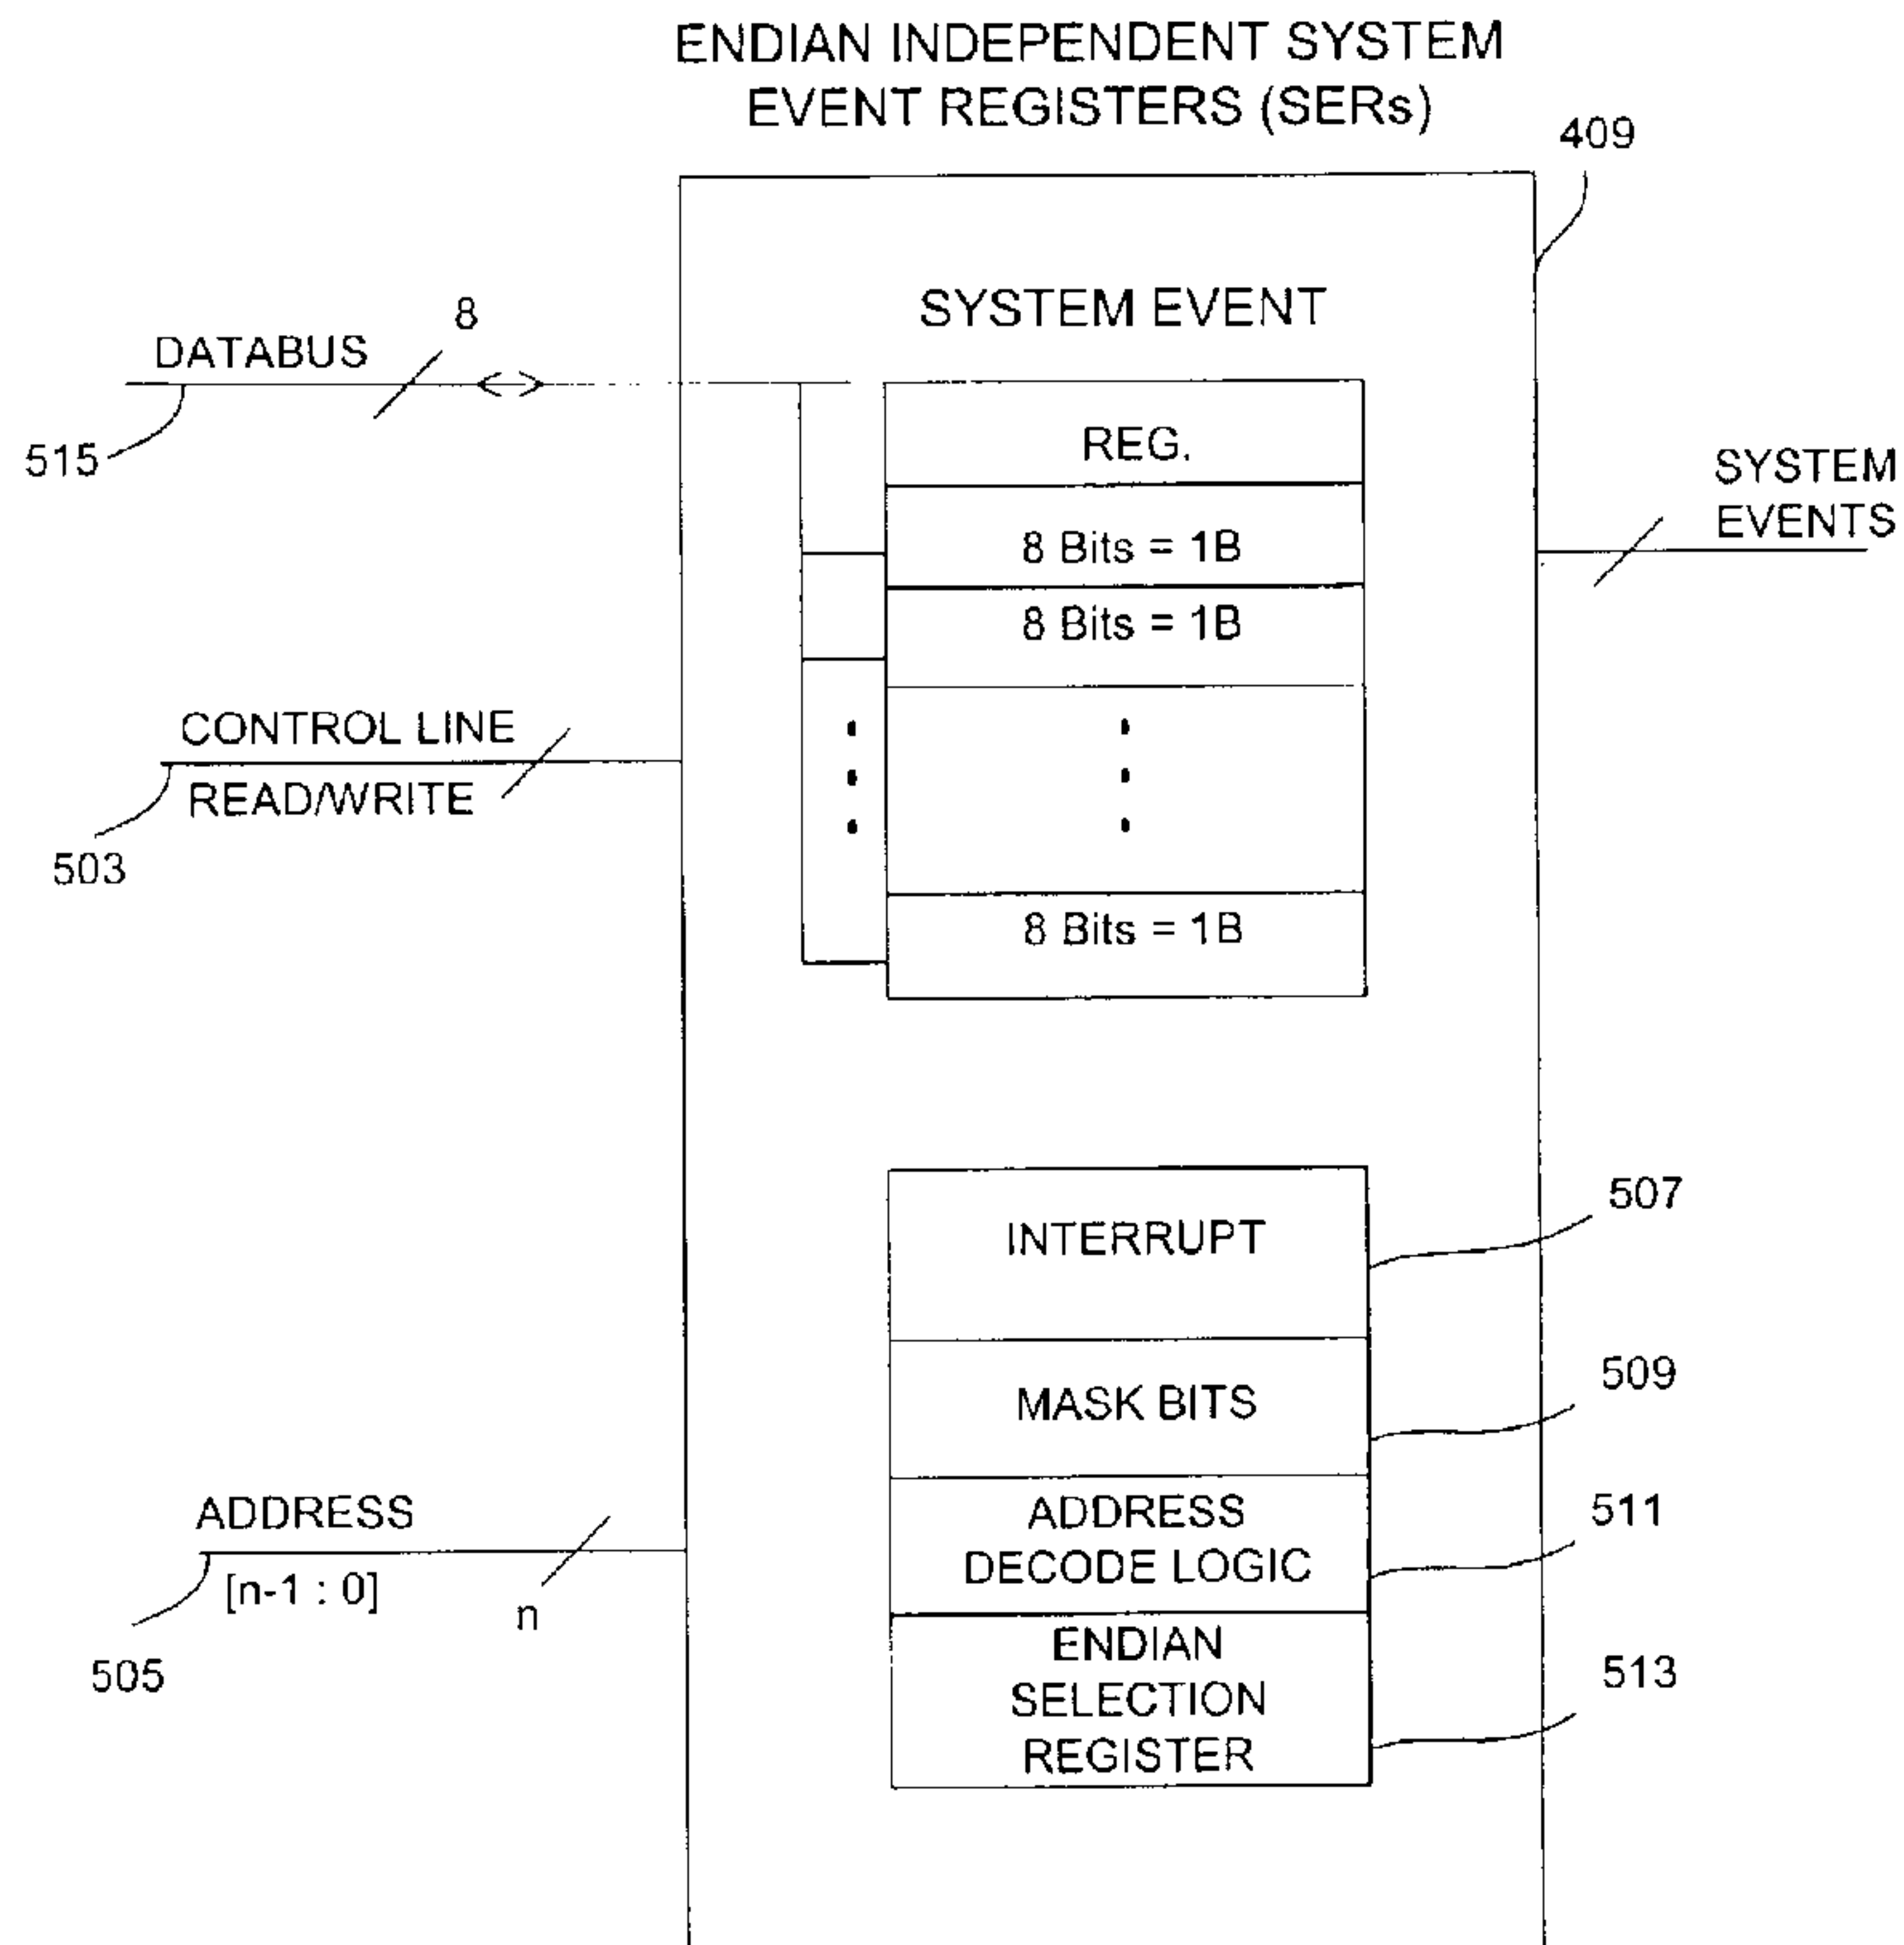 ENDIAN INDEPENDENT SYSTEM
EVENT REGISTERS (SERs)
409
SYSTEM EVENT
8
DATABUS
515
REG.
SYSTEM
EVENTS
8 Bits = 1B
8 Bits = 1B
CONTROL LINE
READ/WRITE
503
8 Bits = 1B
507
INTERRUPT
509
MASK BITS
511
ADDRESS
[n-1 : 0]
n
505
ADDRESS
DECODE LOGIC
ENDIAN
SELECTION
REGISTER
513